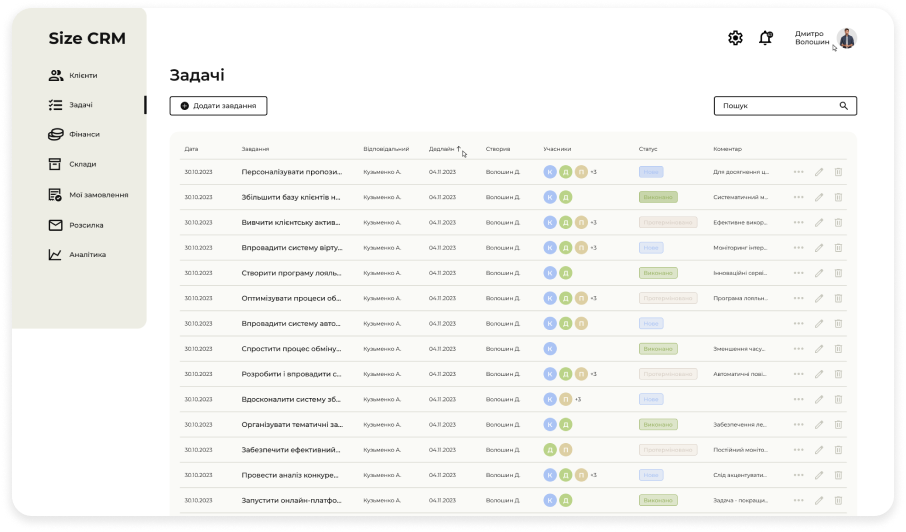 Size CRM
Клієнти
Задачі
Фінанси
Склади
Мої замовлення
Розсилка
Аналітика
Дмитро
Волошин
Задачі
Додати завдання
Пошук
Дата Завдання Відповідальний Дедлайн Створив Учасники Статус Коментар
30.10.2023 Персоналізувати пропози... Кузьменко А. 04.11.2023 Волошин Д. К Д П +3 Нове Для досягнення ц...
30.10.2023 Збільшити базу клієнтів н... Кузьменко А. 04.11.2023 Волошин Д. К Д Виконано Систематичний м...
30.10.2023 Вивчити клієнтську актив... Кузьменко А. 04.11.2023 Волошин Д. К Д П +3 Протерміновано Ефективне викор...
30.10.2023 Впровадити систему вірту... Кузьменко А. 04.11.2023 Волошин Д. К Д П +3 Нове Моніторинг інтер...
30.10.2023 Створити програму лояль... Кузьменко А. 04.11.2023 Волошин Д. К Д Виконано Інноваційні серві...
30.10.2023 Оптимізувати процеси об... Кузьменко А. 04.11.2023 Волошин Д. К Д П +3 Протерміновано Програма лояльн...
30.10.2023 Впровадити систему авто... Кузьменко А. 04.11.2023 Волошин Д. К Д П Нове
30.10.2023 Спростити процес обміну... Кузьменко А. 04.11.2023 Волошин Д. К Виконано Зменшення часу...
30.10.2023 Розробити і впровадити с... Кузьменко А. 04.11.2023 Волошин Д. К Д П +3 Протерміновано Автоматичні пові...
30.10.2023 Вдосконалити систему зб... Кузьменко А. 04.11.2023 Волошин Д. К П +3 Нове
30.10.2023 Організувати тематичні за... Кузьменко А. 04.11.2023 Волошин Д. К Д Виконано Забезпечення ле...
30.10.2023 Забезпечити ефективний... Кузьменко А. 04.11.2023 Волошин Д. Д П Протерміновано Постійний моніто...
30.10.2023 Провести аналіз конкуре... Кузьменко А. 04.11.2023 Волошин Д. К Д П +3 Нове Слід акцентувати...
30.10.2023 Запустити онлайн-платфо... Кузьменко А. 04.11.2023 Волошин Д. К Д Виконано Задача - покращи...